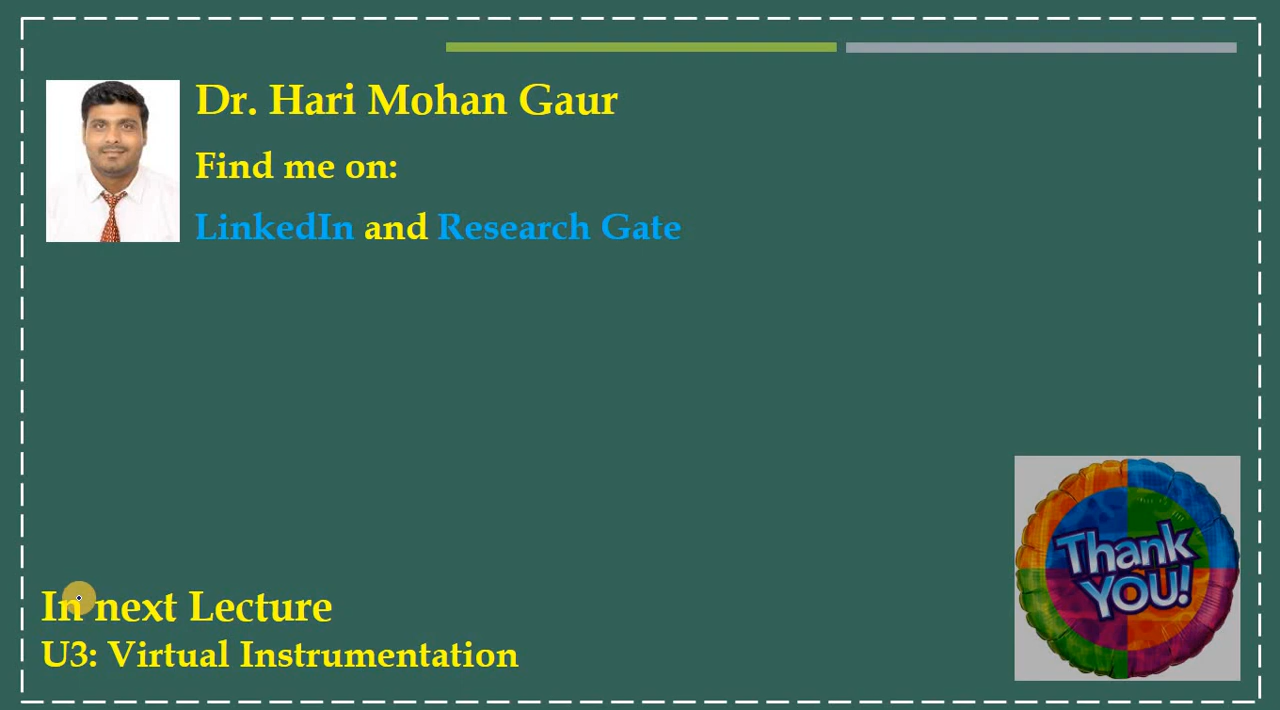 Dr. Hari Mohan Gaur
Find me on:
LinkedIn and Research Gate
Thank
YOU!
In next Lecture
U3: Virtual Instrumentation